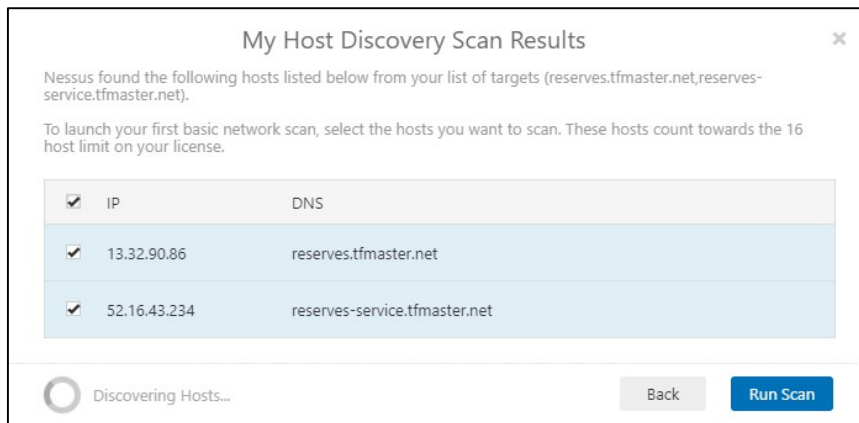 My Host Discovery Scan Results
Nessus found the following hosts listed below from your list of targets (reserves.tfmaster.net,reserves-
service.tfmaster.net).
To launch your first basic network scan, select the hosts you want to scan. These hosts count towards the 16
host limit on your license.
IP DNS
13.32.90.86 reserves.tfmaster.net
52.16.43.234 reserves-service.tfmaster.net
Discovering Hosts... Back Run Scan